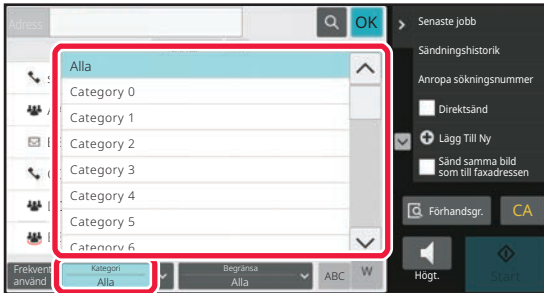 Adress
OK
Senaste jobb
Sändningshistorik
Alla
Anropa sökningsnummer
Category 0
Direktsänd
Category 1
Lägg Till Ny
Category 2
Sänd samma bild
som till faxadressen
Category 3
Category 4
Förhandsgr.
CA
Category 5
Category 6
Frekvent
använd
Kategori
Alla
Begränsa
Alla
ABC
W
Högt.
Start